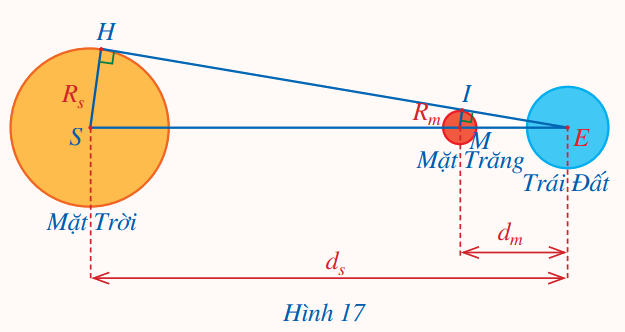 H
R_s
I
R_m
S
M
E
Mặt Trăng
Trái Đất
Mặt Trời
d_m
d_s
Hình 17